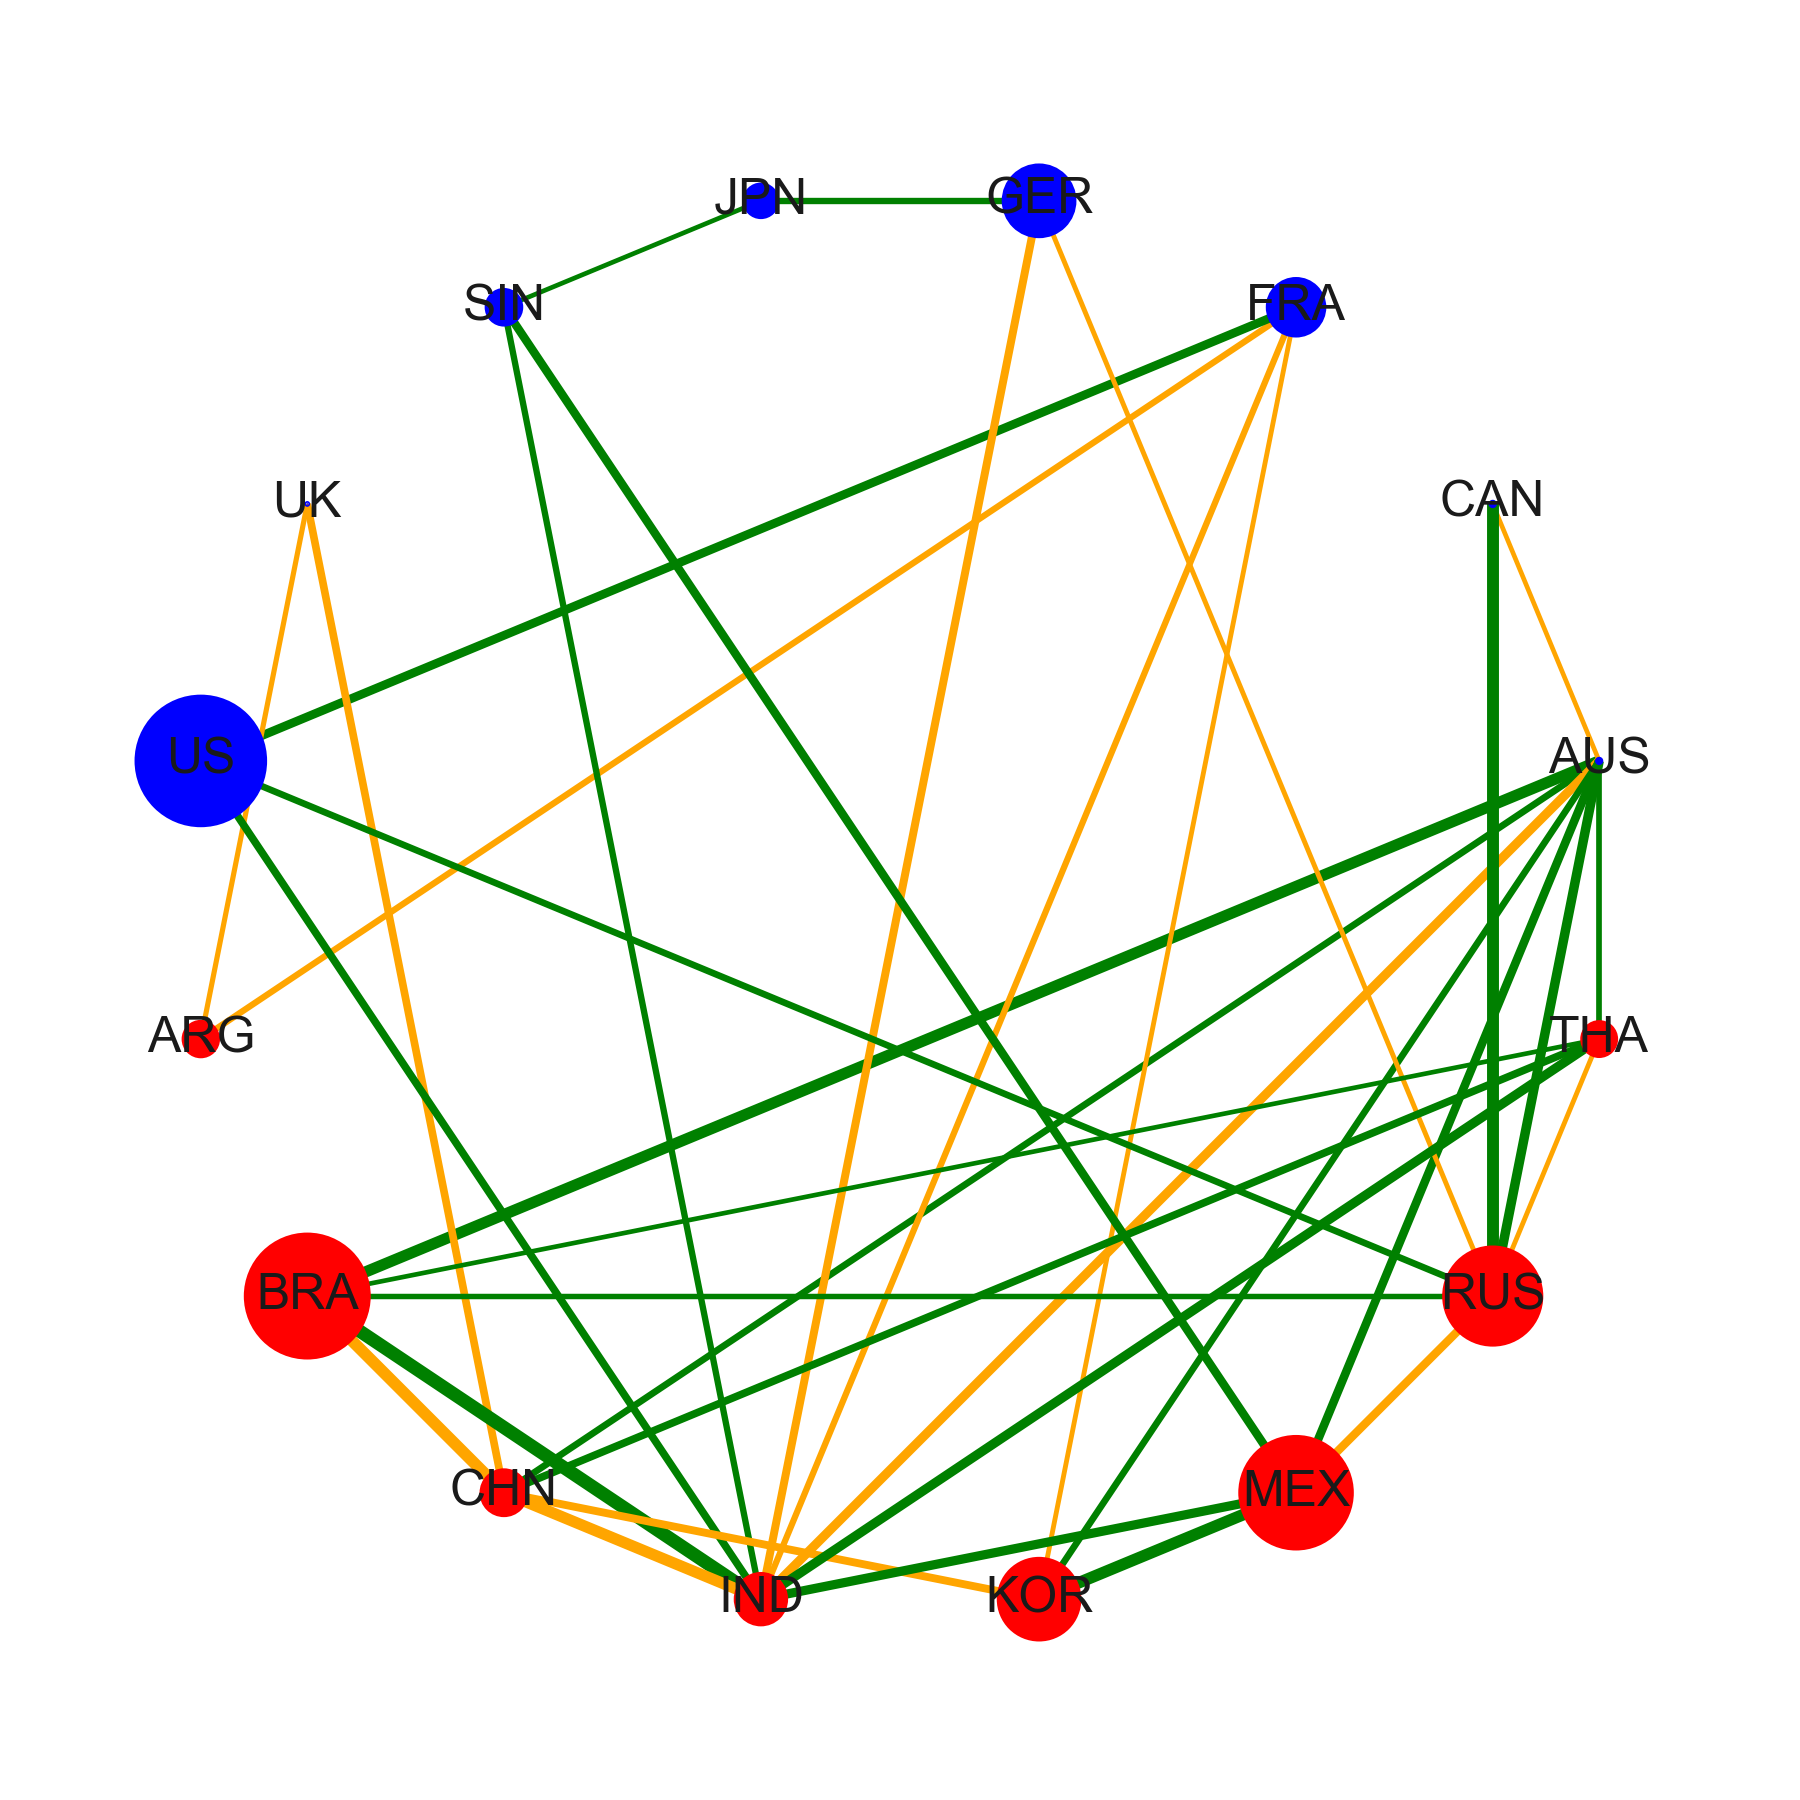 JPN
GER
SIN
FRA
UK
CAN
US
AUS
ARG
THA
BRA
RUS
CHN
MEX
IND
KOR